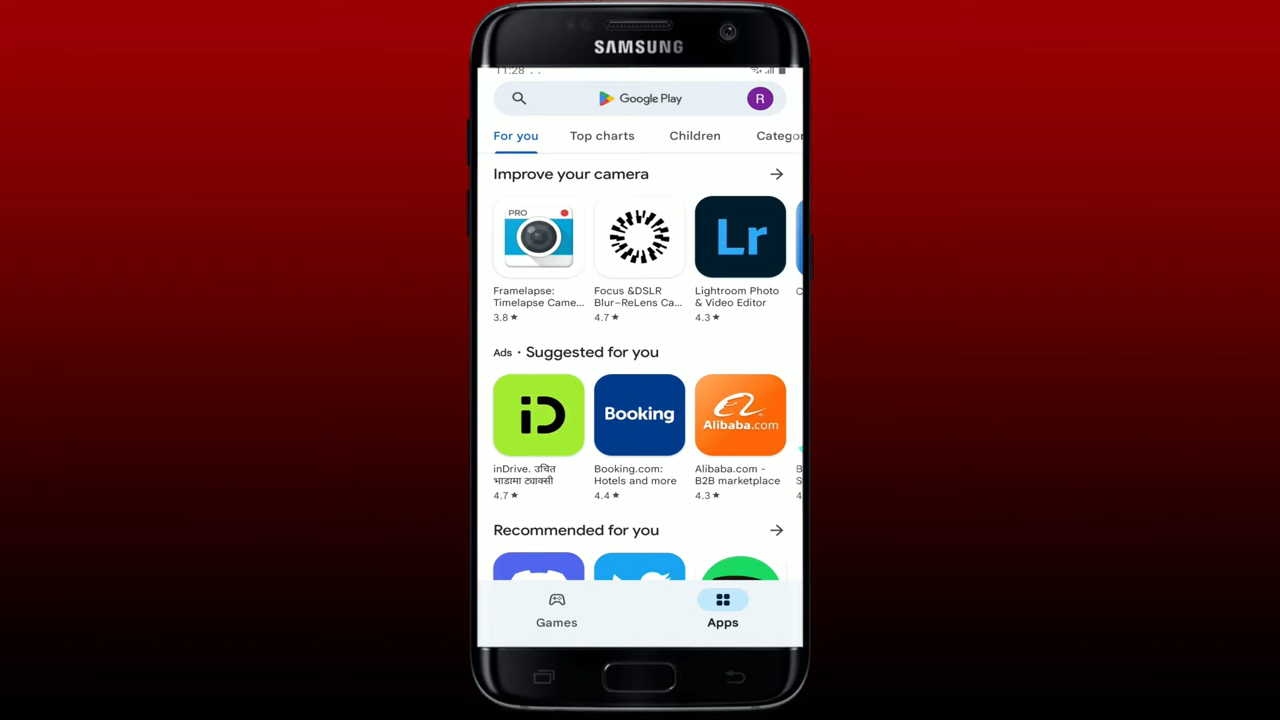 SAMSUNG
11:28
Google Play
R
For you
Top charts
Children
Categor
Improve your camera
PRO
Lr
Framelapse:
Timelapse Came...
3.8 ★
Focus &DSLR
Blur-ReLens Ca...
4.7 ★
Lightroom Photo
& Video Editor
4.3 ★
Ads • Suggested for you
iD
Booking
Alibaba.com
inDrive. उचित
भाडामा ट्याक्सी
4.7 ★
Booking.com:
Hotels and more
4.4 ★
Alibaba.com -
B2B marketplace
4.3 ★
Recommended for you
Games
Apps